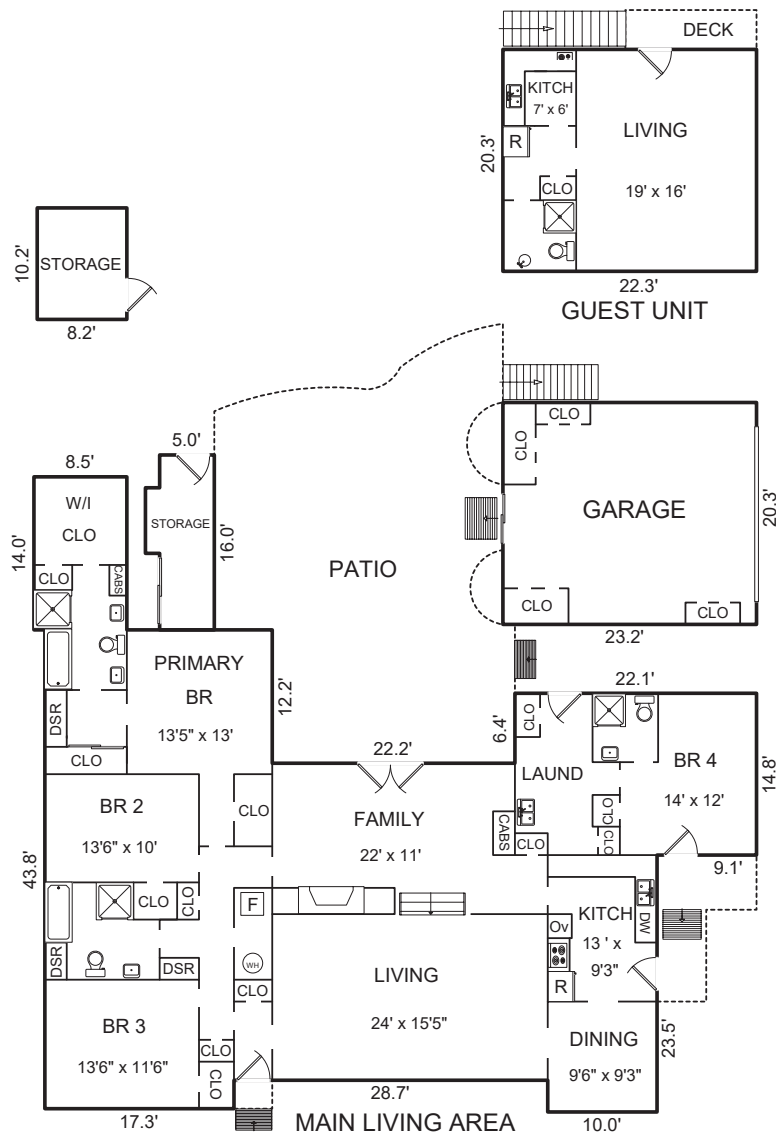 DECK
KITCH
7' x 6'
R
LIVING
19' x 16'
CLO
20.3'
22.3'
GUEST UNIT
STORAGE
10.2'
8.2'
5.0'
STORAGE
16.0'
8.5'
W/I
CLO
14.0'
CLO
CABS
PATIO
CLO
CLO
GARAGE
20.3'
CLO
CLO
23.2'
PRIMARY
BR
13'5" x 13'
DSR
CLO
12.2'
22.2'
6.4'
22.1'
CLO
LAUND
BR 4
14' x 12'
14.8'
CLO
CLO
9.1'
BR 2
13'6" x 10'
CLO
FAMILY
22' x 11'
CABS
CLO
43.8'
CLO
CLO
F
WH
DSR
DSR
CLO
LIVING
24' x 15'5"
KITCH
13 ' x
9'3"
DW
Ov
R
BR 3
13'6" x 11'6"
CLO
CLO
DINING
9'6" x 9'3"
23.5'
17.3'
28.7'
10.0'
MAIN LIVING AREA